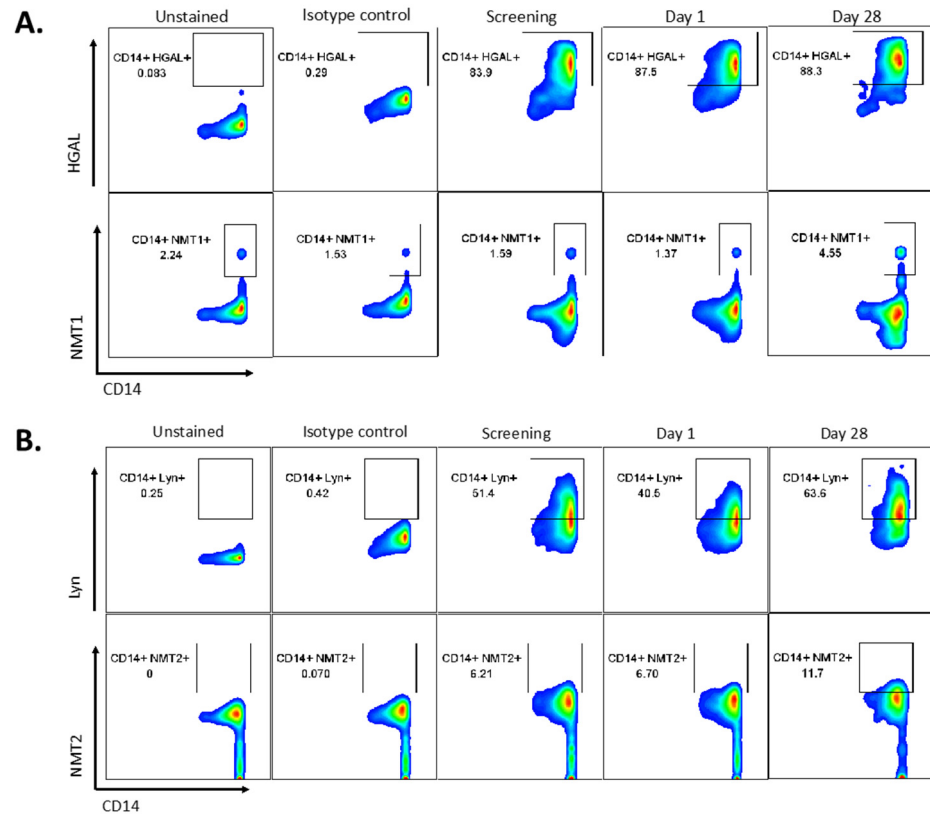 A.
Unstained Isotype control Screening Day 1 Day 28
HGAL
CD14+ HGAL+ CD14+ HGAL+ CD14+ HGAL+ CD14+ HGAL+ CD14+ HGAL+
0.083 0.29 83.9 87.5 88.3
NMT1
CD14+ NMT1+ CD14+ NMT1+ CD14+ NMT1+ CD14+ NMT1+ CD14+ NMT1+
2.24 1.53 1.59 1.37 4.55
CD14
B.
Unstained Isotype control Screening Day 1 Day 28
Lyn
CD14+ Lyn+ CD14+ Lyn+ CD14+ Lyn+ CD14+ Lyn+ CD14+ Lyn+
0.25 0.42 51.4 40.5 63.6
NMT2
CD14+ NMT2+ CD14+ NMT2+ CD14+ NMT2+ CD14+ NMT2+ CD14+ NMT2+
0 0.070 6.21 6.70 11.7
CD14